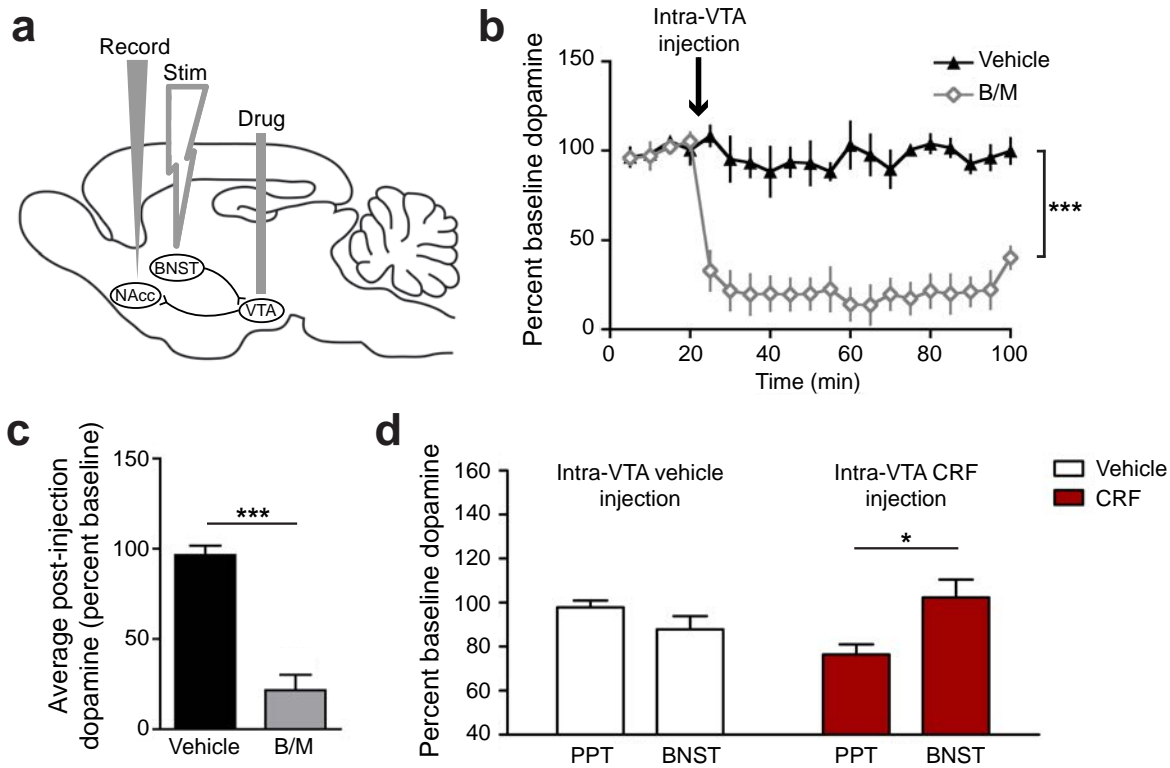 a
Record
Stim
Drug
BNST
NAcc
VTA
b
Intra-VTA
injection
Vehicle
B/M
Percent baseline dopamine
150
100
50
0
0
20
40
60
80
100
Time (min)
***
c
Average post-injection
dopamine (percent baseline)
150
100
50
0
***
Vehicle
B/M
d
Percent baseline dopamine
160
140
120
100
80
60
40
Intra-VTA vehicle
injection
Intra-VTA CRF
injection
*
PPT
BNST
PPT
BNST
Vehicle
CRF